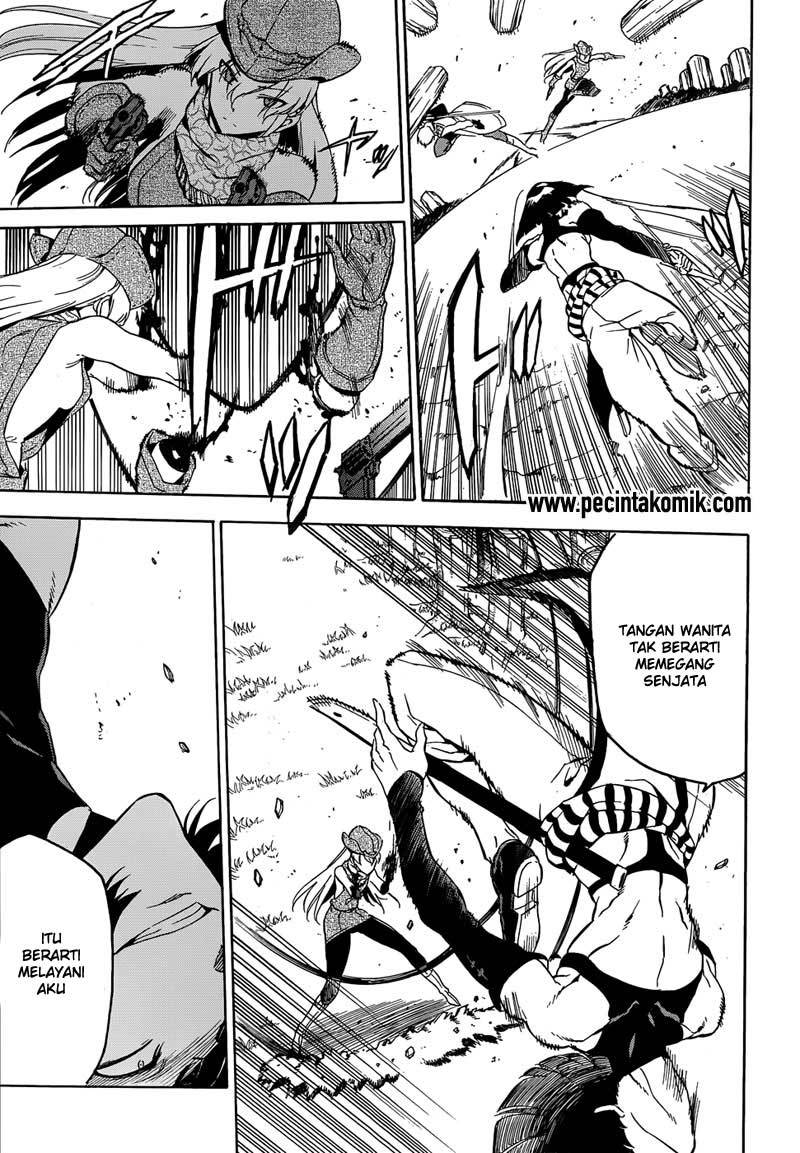 www.pecintakomik.com
TANGAN WANITA
TAK BERARTI
MEMEGANG
SENJATA
ITU
BERARTI
MELAYANI
AKU